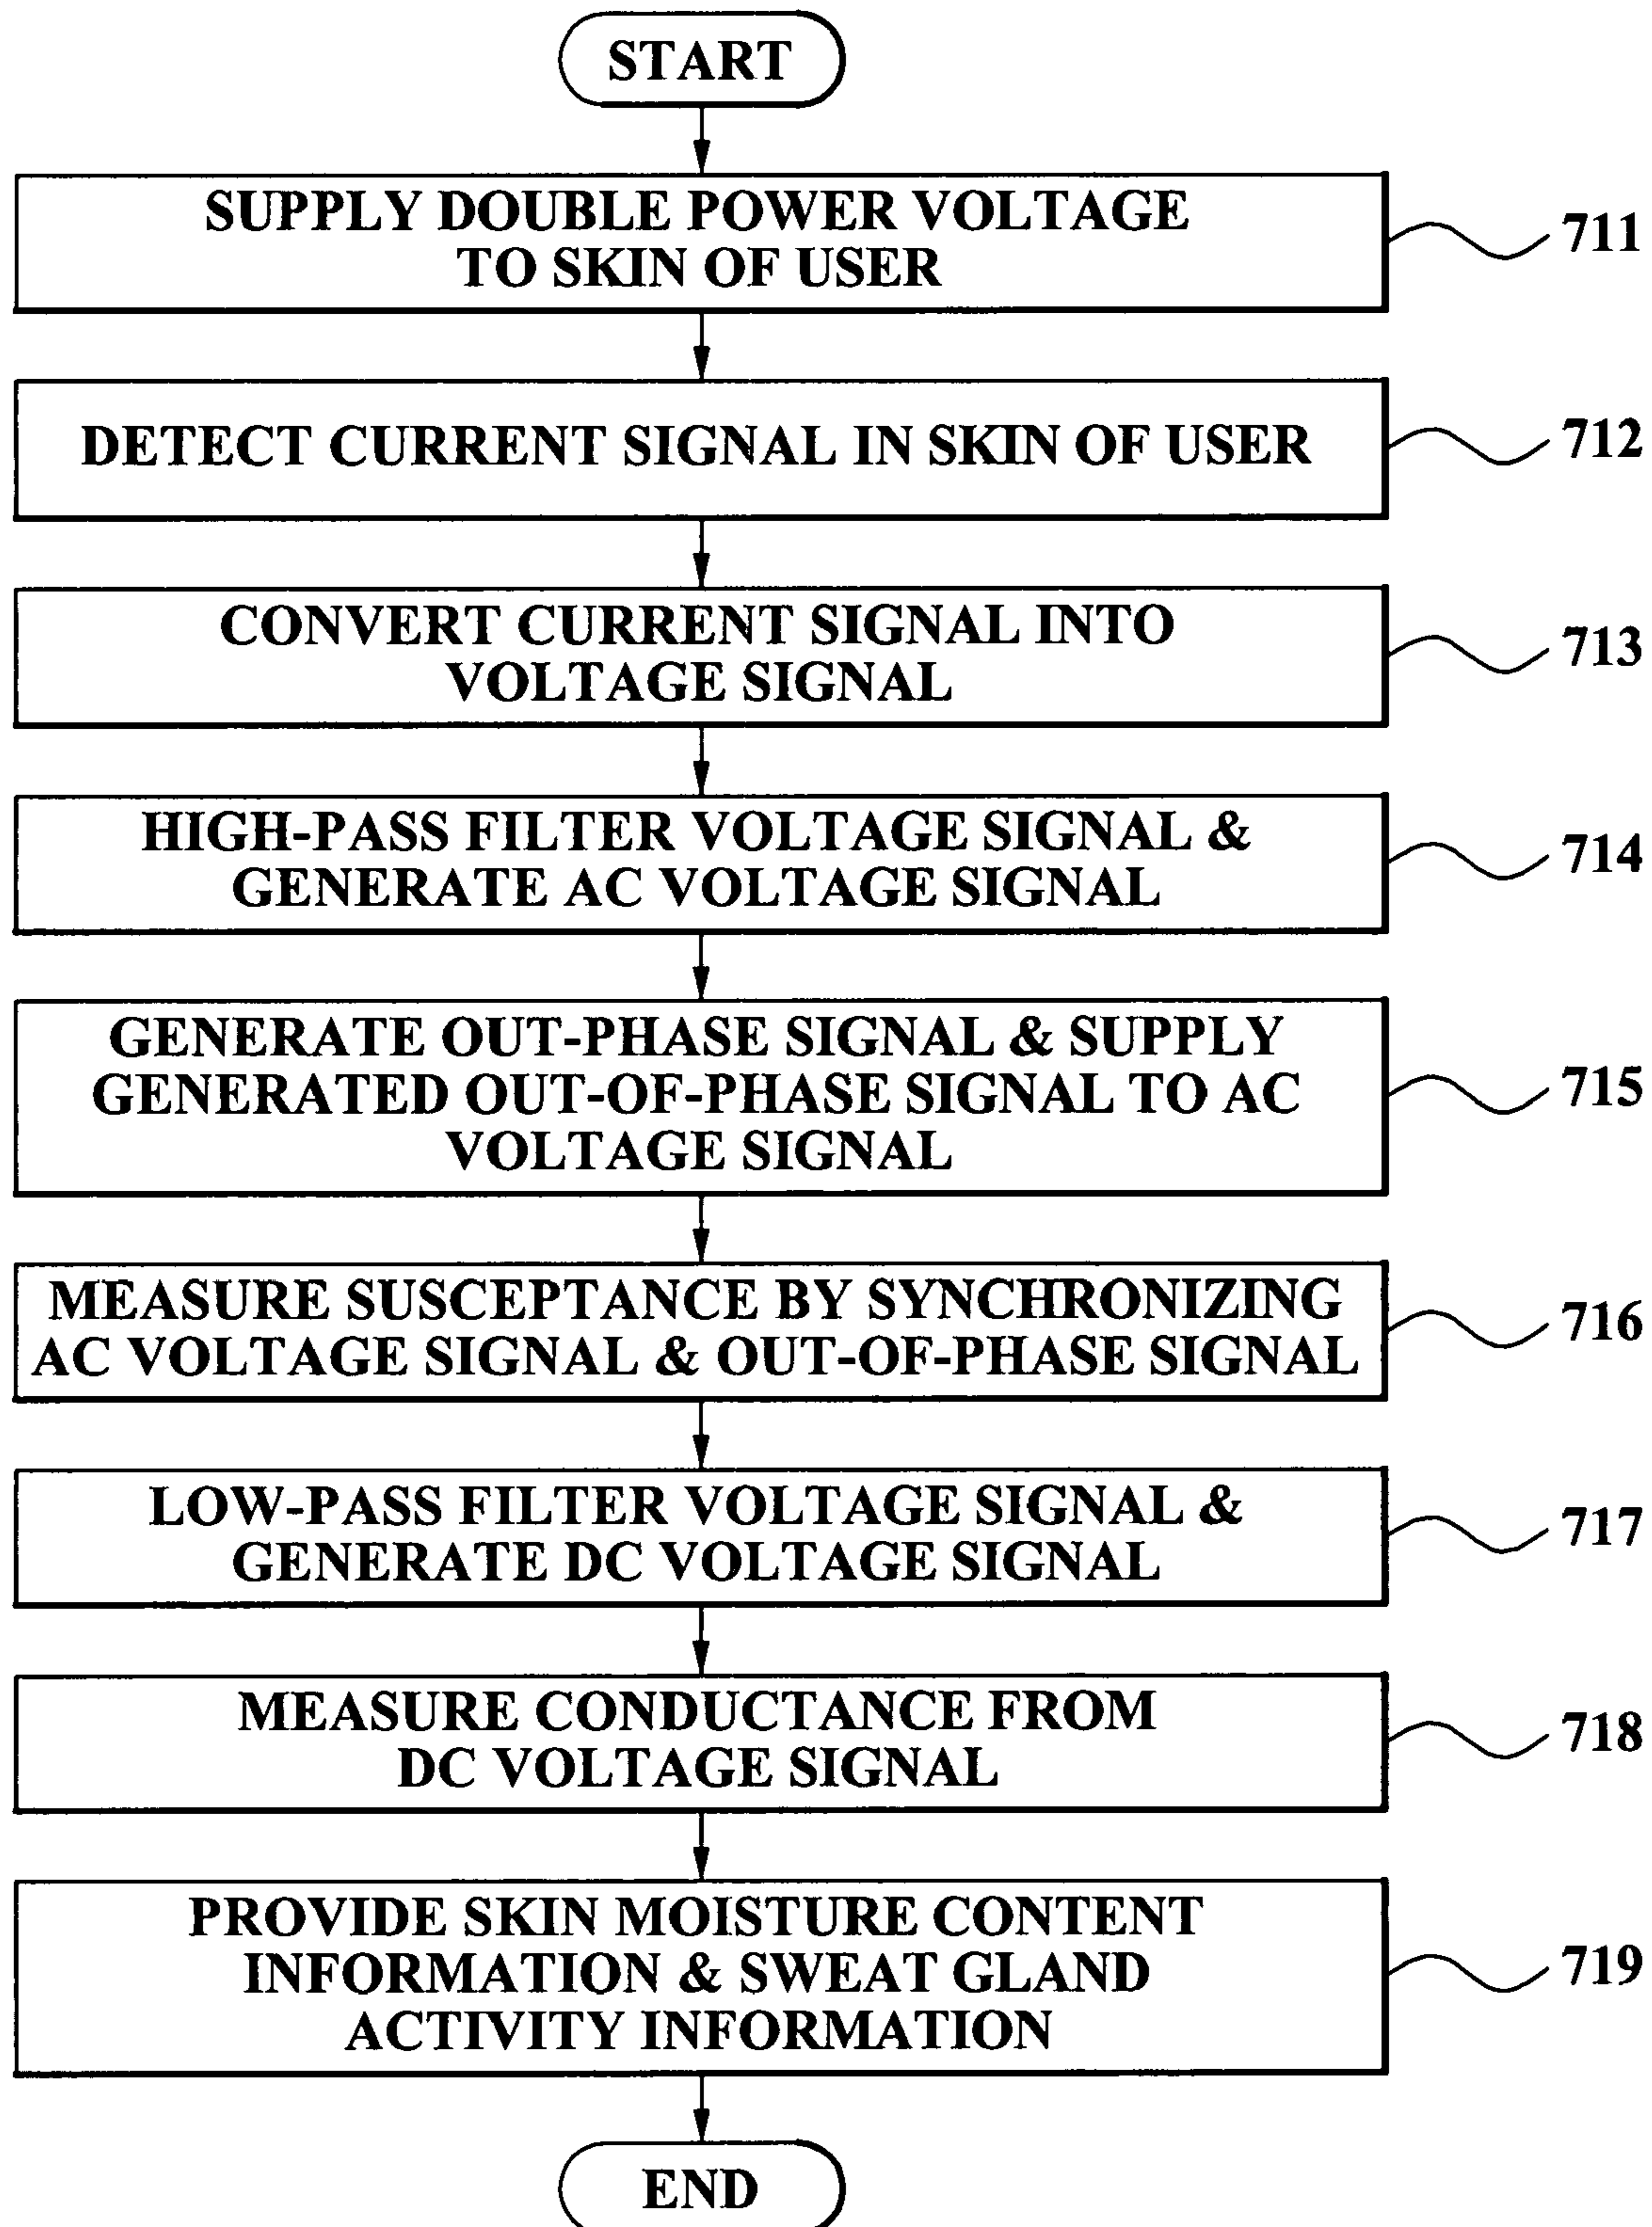 START
SUPPLY DOUBLE POWER VOLTAGE
TO SKIN OF USER
711
DETECT CURRENT SIGNAL IN SKIN OF USER
712
CONVERT CURRENT SIGNAL INTO
VOLTAGE SIGNAL
713
HIGH-PASS FILTER VOLTAGE SIGNAL &
GENERATE AC VOLTAGE SIGNAL
714
GENERATE OUT-PHASE SIGNAL & SUPPLY
GENERATED OUT-OF-PHASE SIGNAL TO AC
VOLTAGE SIGNAL
715
MEASURE SUSCEPTANCE BY SYNCHRONIZING
AC VOLTAGE SIGNAL & OUT-OF-PHASE SIGNAL
716
LOW-PASS FILTER VOLTAGE SIGNAL &
GENERATE DC VOLTAGE SIGNAL
717
MEASURE CONDUCTANCE FROM
DC VOLTAGE SIGNAL
718
PROVIDE SKIN MOISTURE CONTENT
INFORMATION & SWEAT GLAND
ACTIVITY INFORMATION
719
END